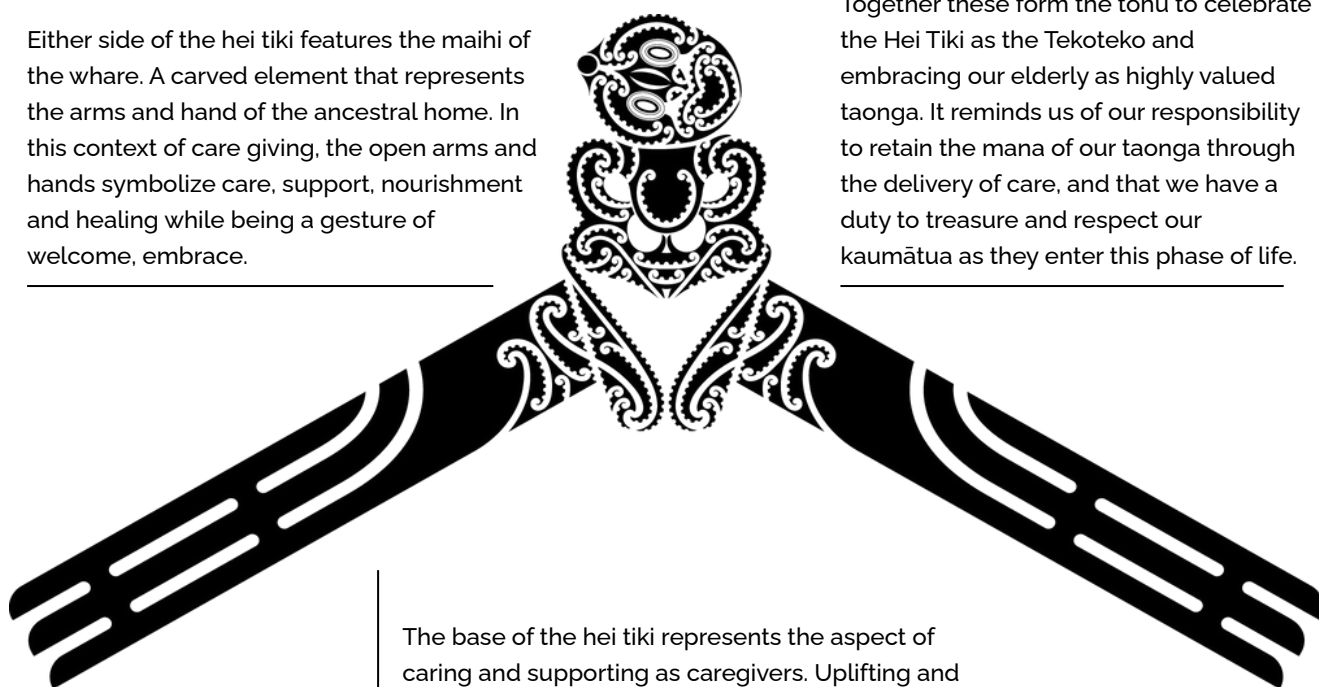 Either side of the hei tiki features the maihi of
the whare. A carved element that represents
the arms and hand of the ancestral home. In
this context of care giving, the open arms and
hands symbolize care, support, nourishment
and healing while being a gesture of
welcome, embrace.
Together these form the tohu to celebrate
the Hei Tiki as the Tekoteko and
embracing our elderly as highly valued
taonga. It reminds us of our responsibility
to retain the mana of our taonga through
the delivery of care, and that we have a
duty to treasure and respect our
kaumātua as they enter this phase of life.
The base of the hei tiki represents the aspect of
caring and supporting as caregivers. Uplifting and